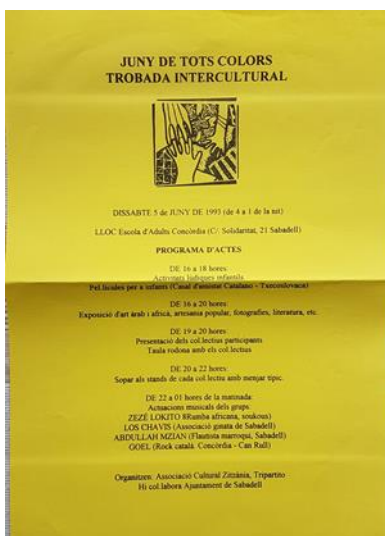 JUNY DE TOTS COLORS
TROBADA INTERCULTURAL
DISSABTE 5 de JUNY DE 1993 (de 4 a 1 de la nit)
LLOC Escola d'Adults Concòrdia (C/. Solidaritat, 21 Sabadell)
PROGRAMA D'ACTES
DE 16 a 18 hores:
Activitats lúdiques infantils
Pel.lícules per a infants (Casal d'amistat Catalano - Txecoslovaca)
DE 16 a 20 hores:
Exposició d'art àrab i africà, artesania popular, fotografies, literatura, etc.
DE 19 a 20 hores:
Presentació dels col.lectius participants
Taula rodona amb els col.lectius
DE 20 a 22 hores:
Sopar als stands de cada col.lectiu amb menjar típic.
DE 22 a 01 hores de la matinada:
Actuacions musicals dels grups:
ZEZÉ LOKITO 8Rumba africana, soukous)
LOS CHAVIS (Associació gitana de Sabadell)
ABDULLAH MZIAN (Flautista marroquí, Sabadell)
GOEL (Rock català. Concòrdia - Can Rull)
Organitzen: Associació Cultural Zitzània, Tripartito
Hi col.labora Ajuntament de Sabadell